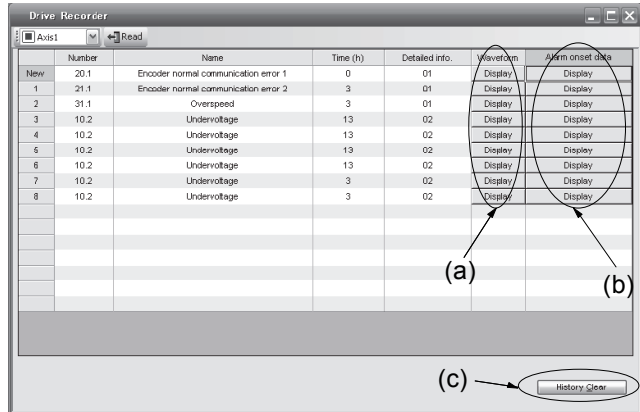 Drive Recorder
Axis1 Read
Number Name Time (h) Detailed info. Waveform Alarm onset data
New 20.1 Encoder normal communication error 1 0 01 Display Display
1 21.1 Encoder normal communication error 2 3 01 Display Display
2 31.1 Overspeed 3 01 Display Display
3 10.2 Undervoltage 13 02 Display Display
4 10.2 Undervoltage 13 02 Display Display
5 10.2 Undervoltage 13 02 Display Display
6 10.2 Undervoltage 13 02 Display Display
7 10.2 Undervoltage 3 02 Display Display
8 10.2 Undervoltage 3 02 Display Display
(a)
(b)
(c)
History Clear